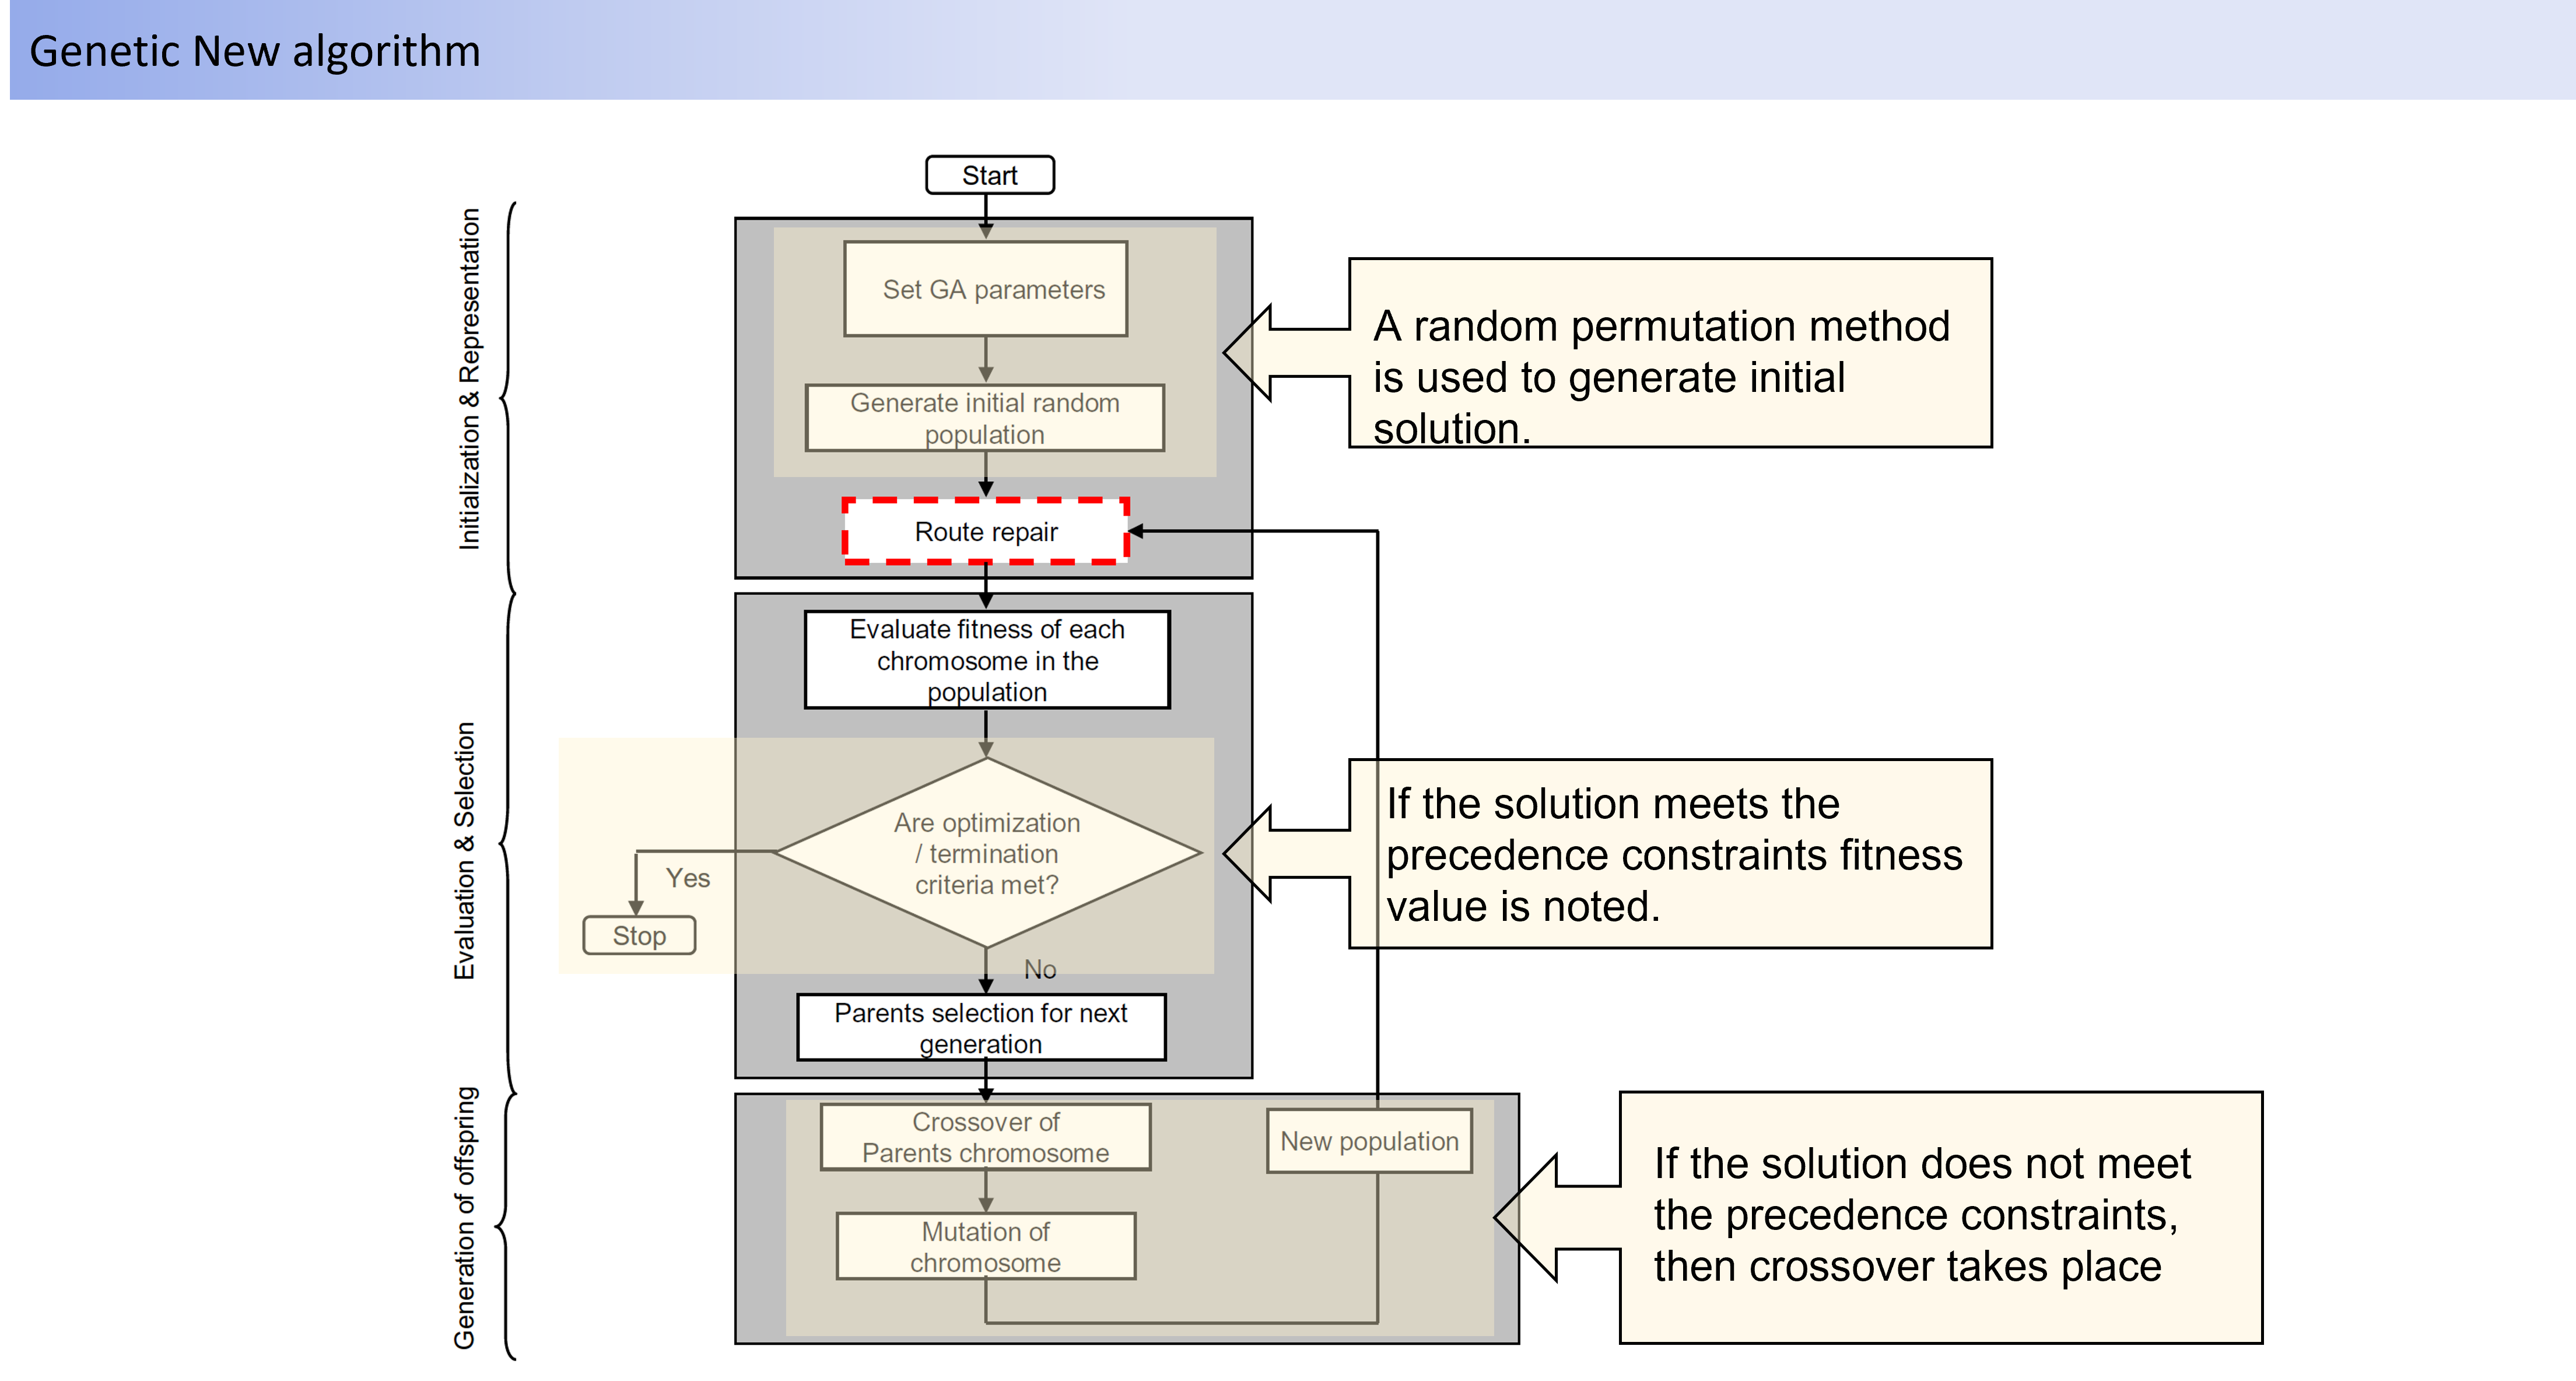 Genetic New algorithm
Start
Initialization & Representation
Set GA parameters
Generate initial random
population
A random permutation method
is used to generate initial
solution.
Route repair
Evaluation & Selection
Evaluate fitness of each
chromosome in the
population
Are optimization
/ termination
criteria met?
Yes
Stop
No
If the solution meets the
precedence constraints fitness
value is noted.
Parents selection for next
generation
Generation of offspring
Crossover of
Parents chromosome
New population
Mutation of
chromosome
If the solution does not meet
the precedence constraints,
then crossover takes place